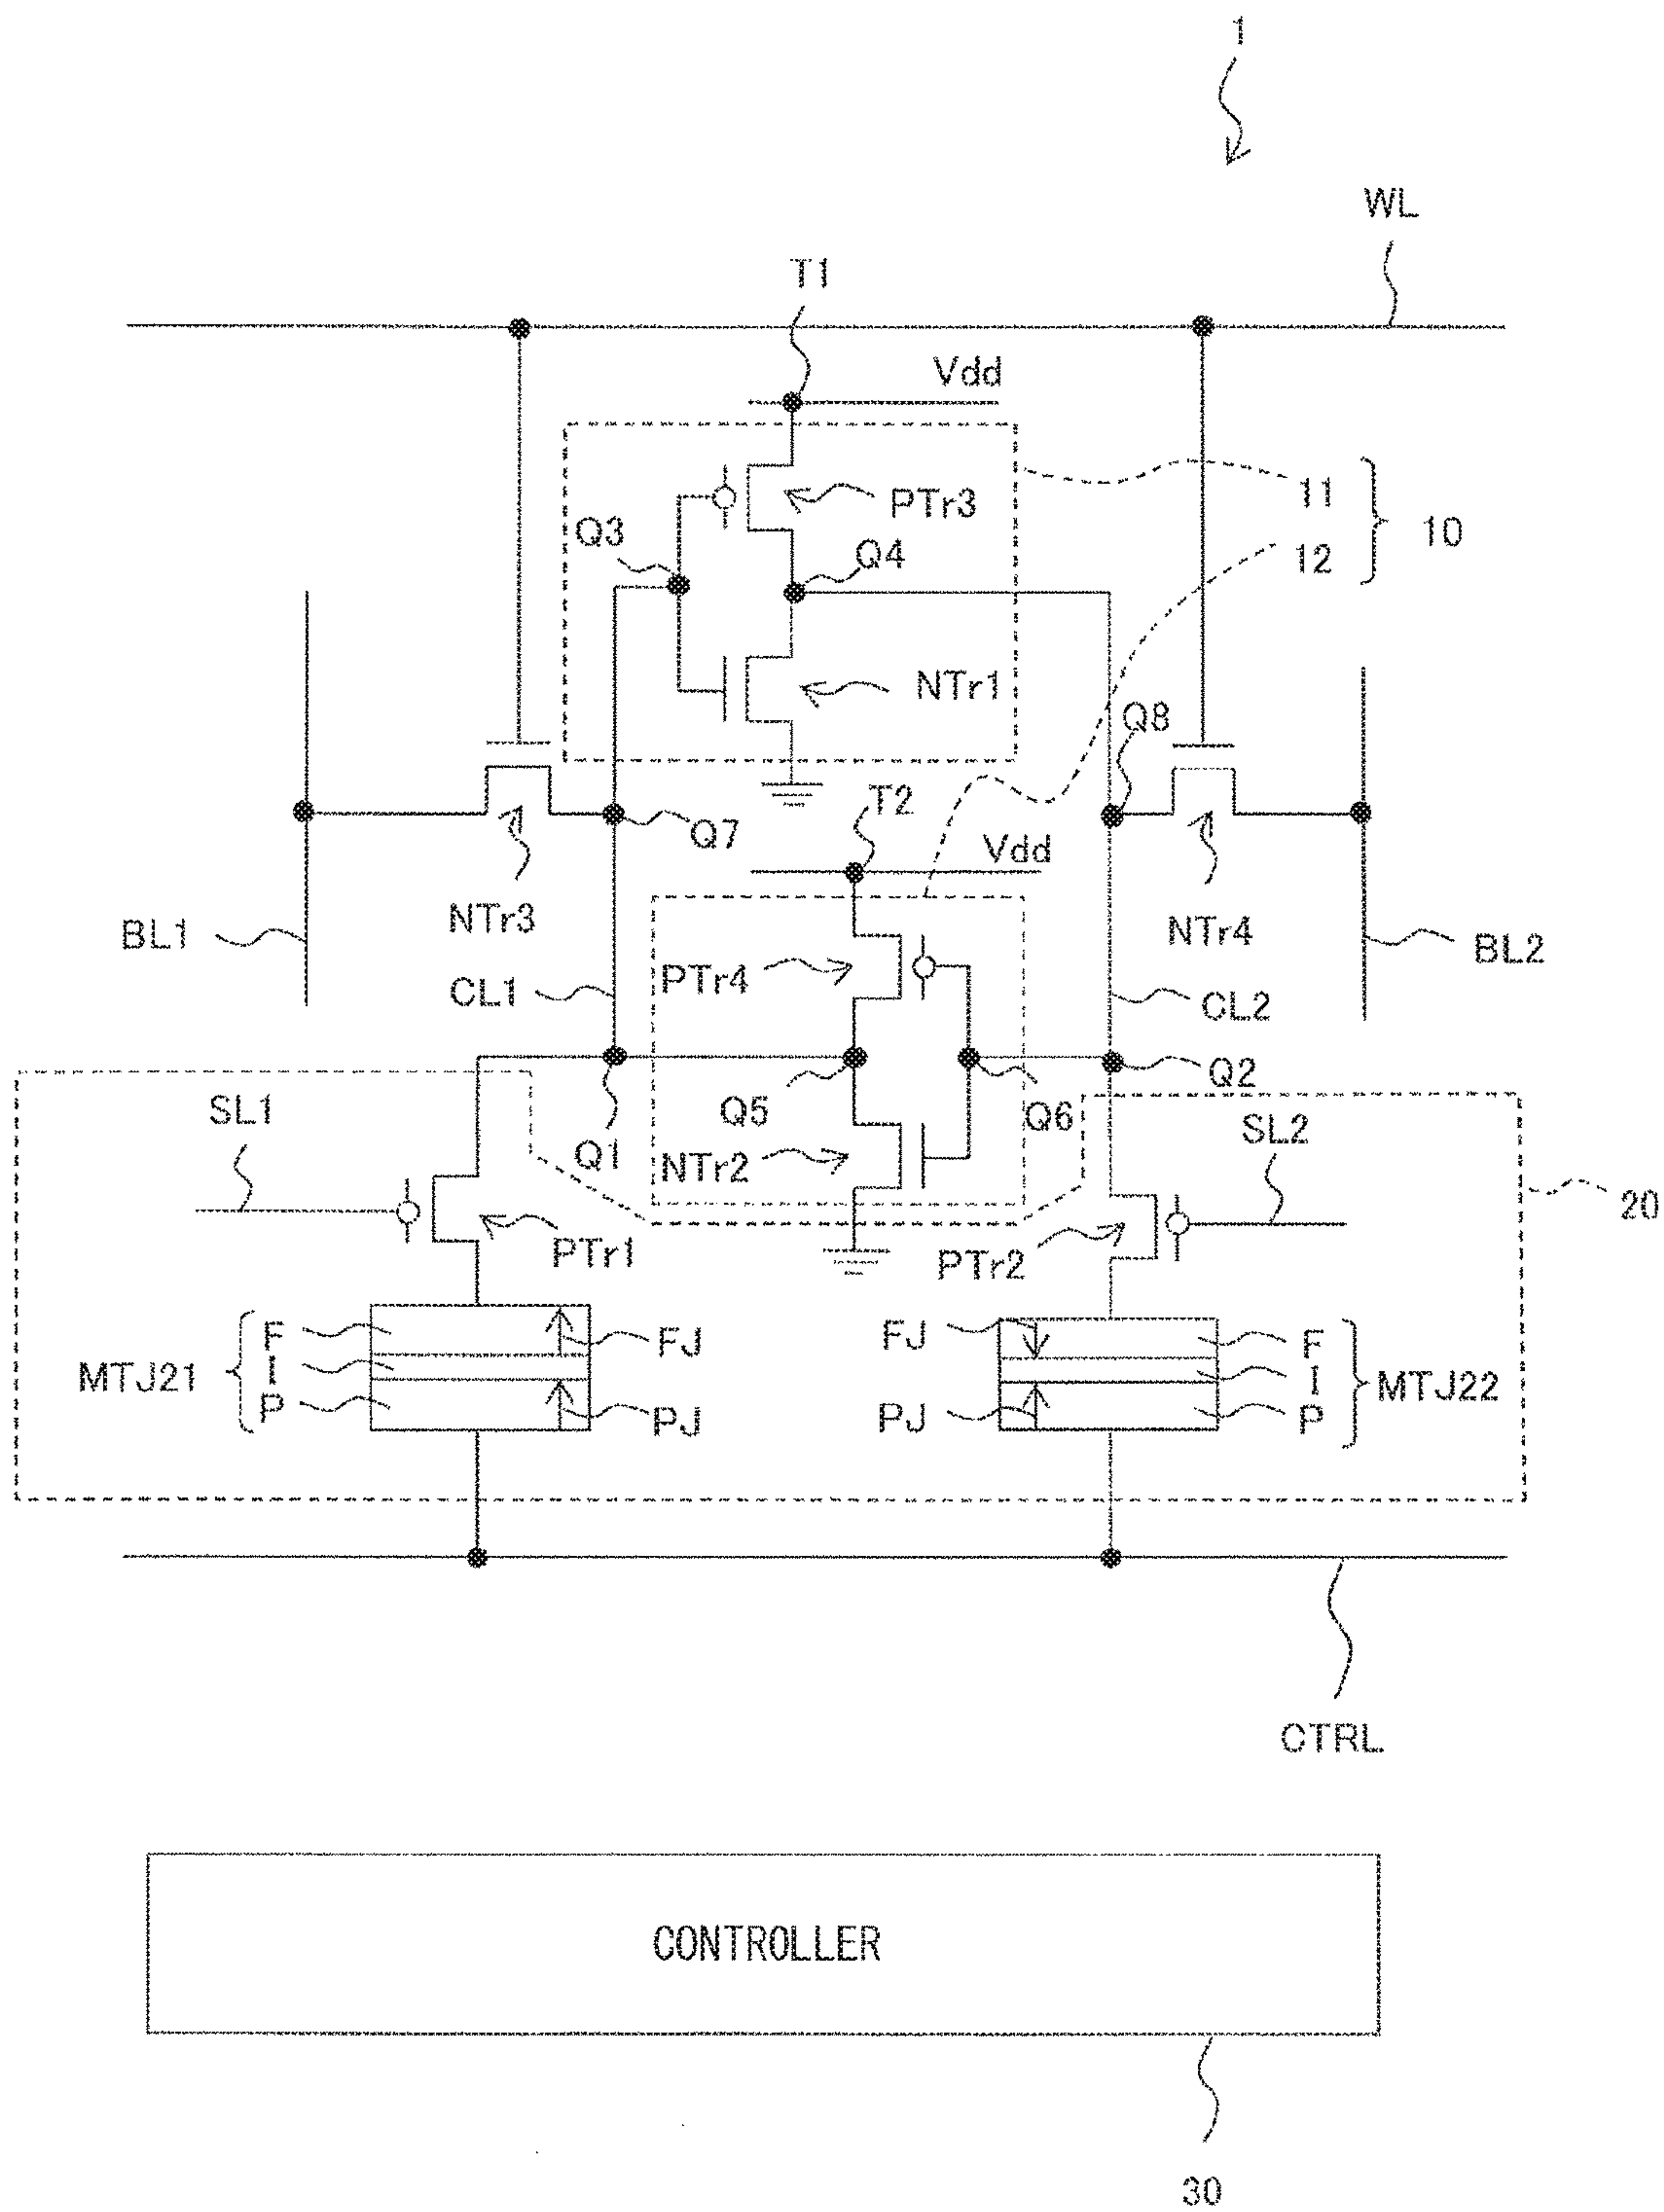 1
WL
T1
Vdd
PTr3
11
10
Q3
Q4
12
NTr1
Q8
T2
Q7
Vdd
NTr3
NTr4
BL1
BL2
PTr4
CL1
CL2
Q2
SL1
Q5
Q6
SL2
Q1
NTr2
20
PTr1
PTr2
F
FJ
FJ
F
MTJ21
I
I
MTJ22
P
PJ
PJ
P
CTRL
CONTROLLER
30